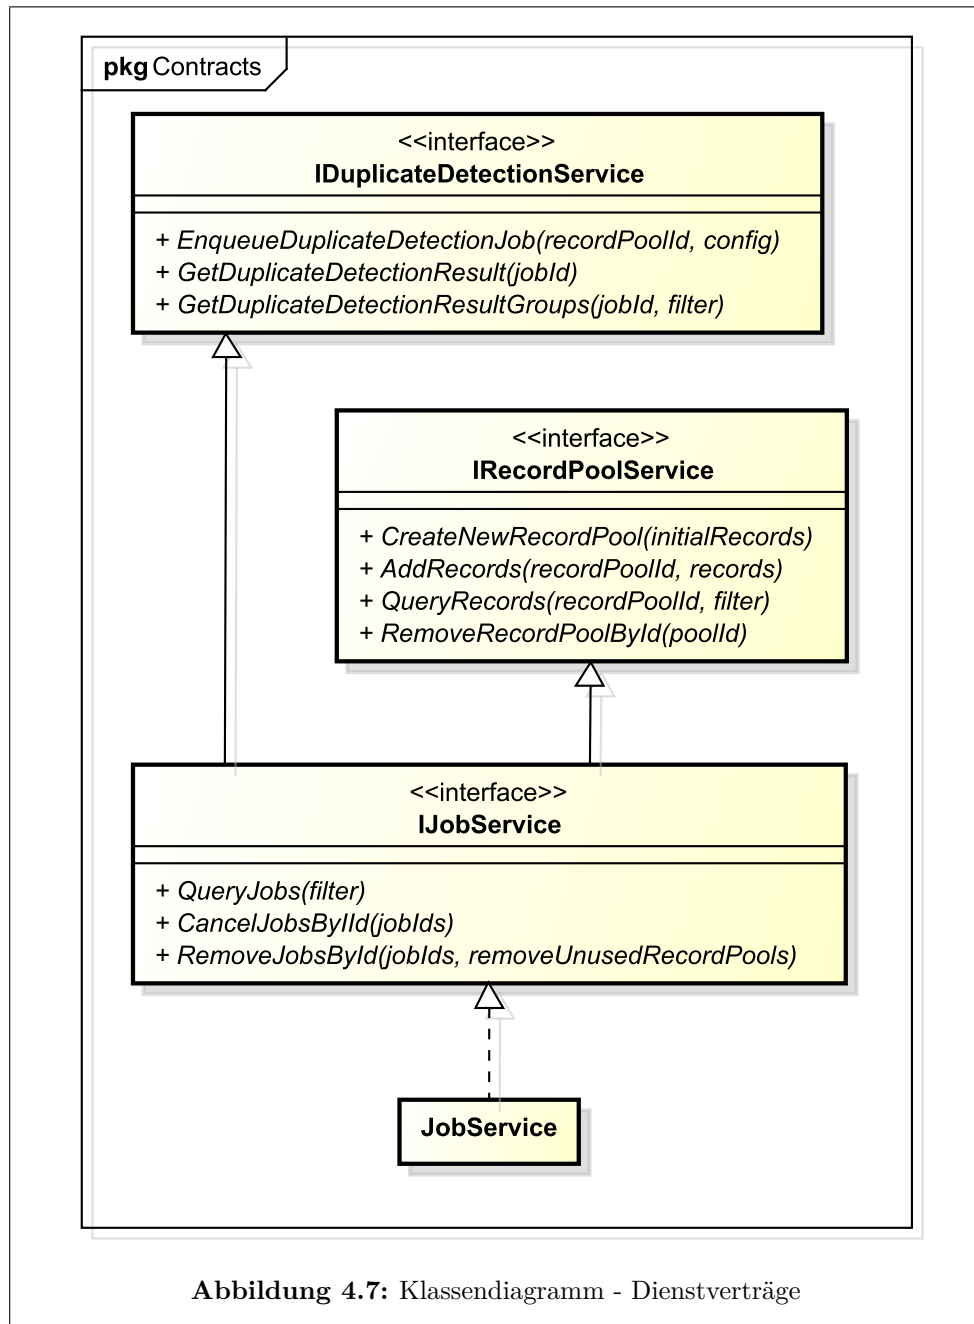 pkg Contracts
<<interface>>
IDuplicateDetectionService
+ EnqueueDuplicateDetectionJob(recordPoolId, config)
+ GetDuplicateDetectionResult(jobId)
+ GetDuplicateDetectionResultGroups(jobId, filter)
<<interface>>
IRecordPoolService
+ CreateNewRecordPool(initialRecords)
+ AddRecords(recordPoolId, records)
+ QueryRecords(recordPoolId, filter)
+ RemoveRecordPoolById(poolId)
<<interface>>
IJobService
+ QueryJobs(filter)
+ CancelJobsByIId(jobIds)
+ RemoveJobsById(jobIds, removeUnusedRecordPools)
JobService
Abbildung 4.7: Klassendiagramm - Dienstverträge